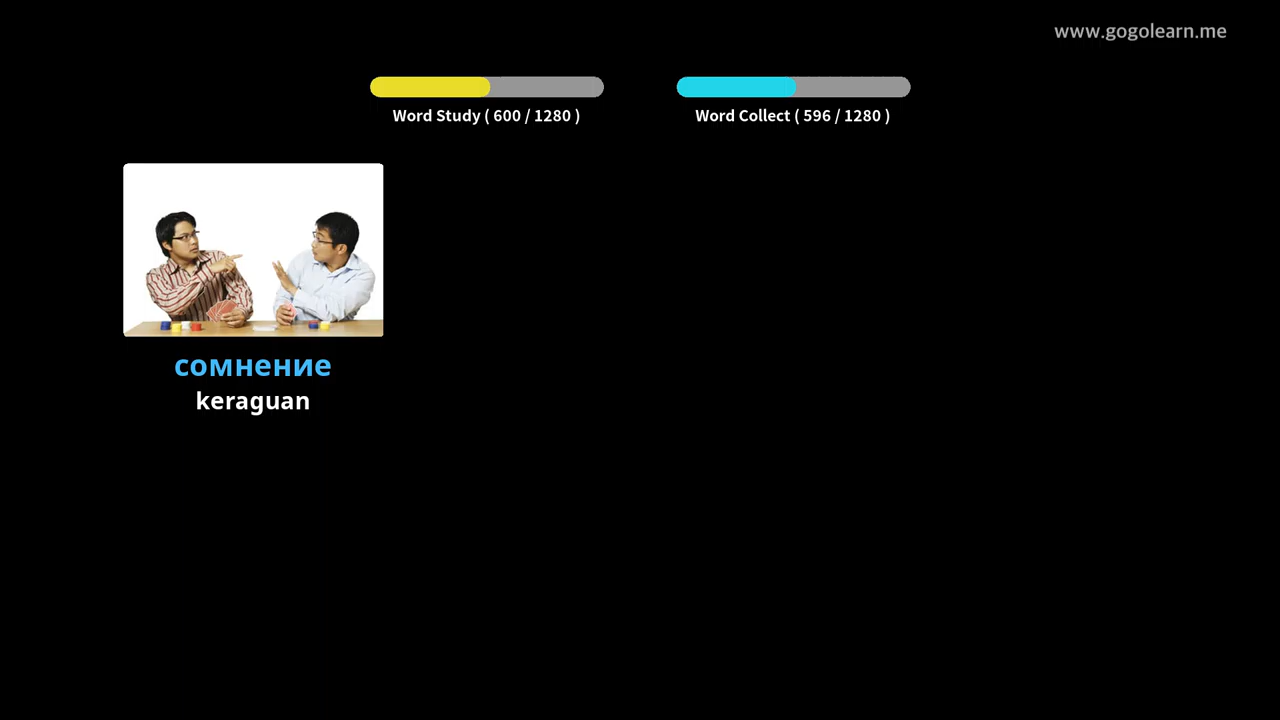 www.gogolearn.me
Word Study ( 600 / 1280 )
Word Collect ( 596 / 1280 )
сомнение
keraguan